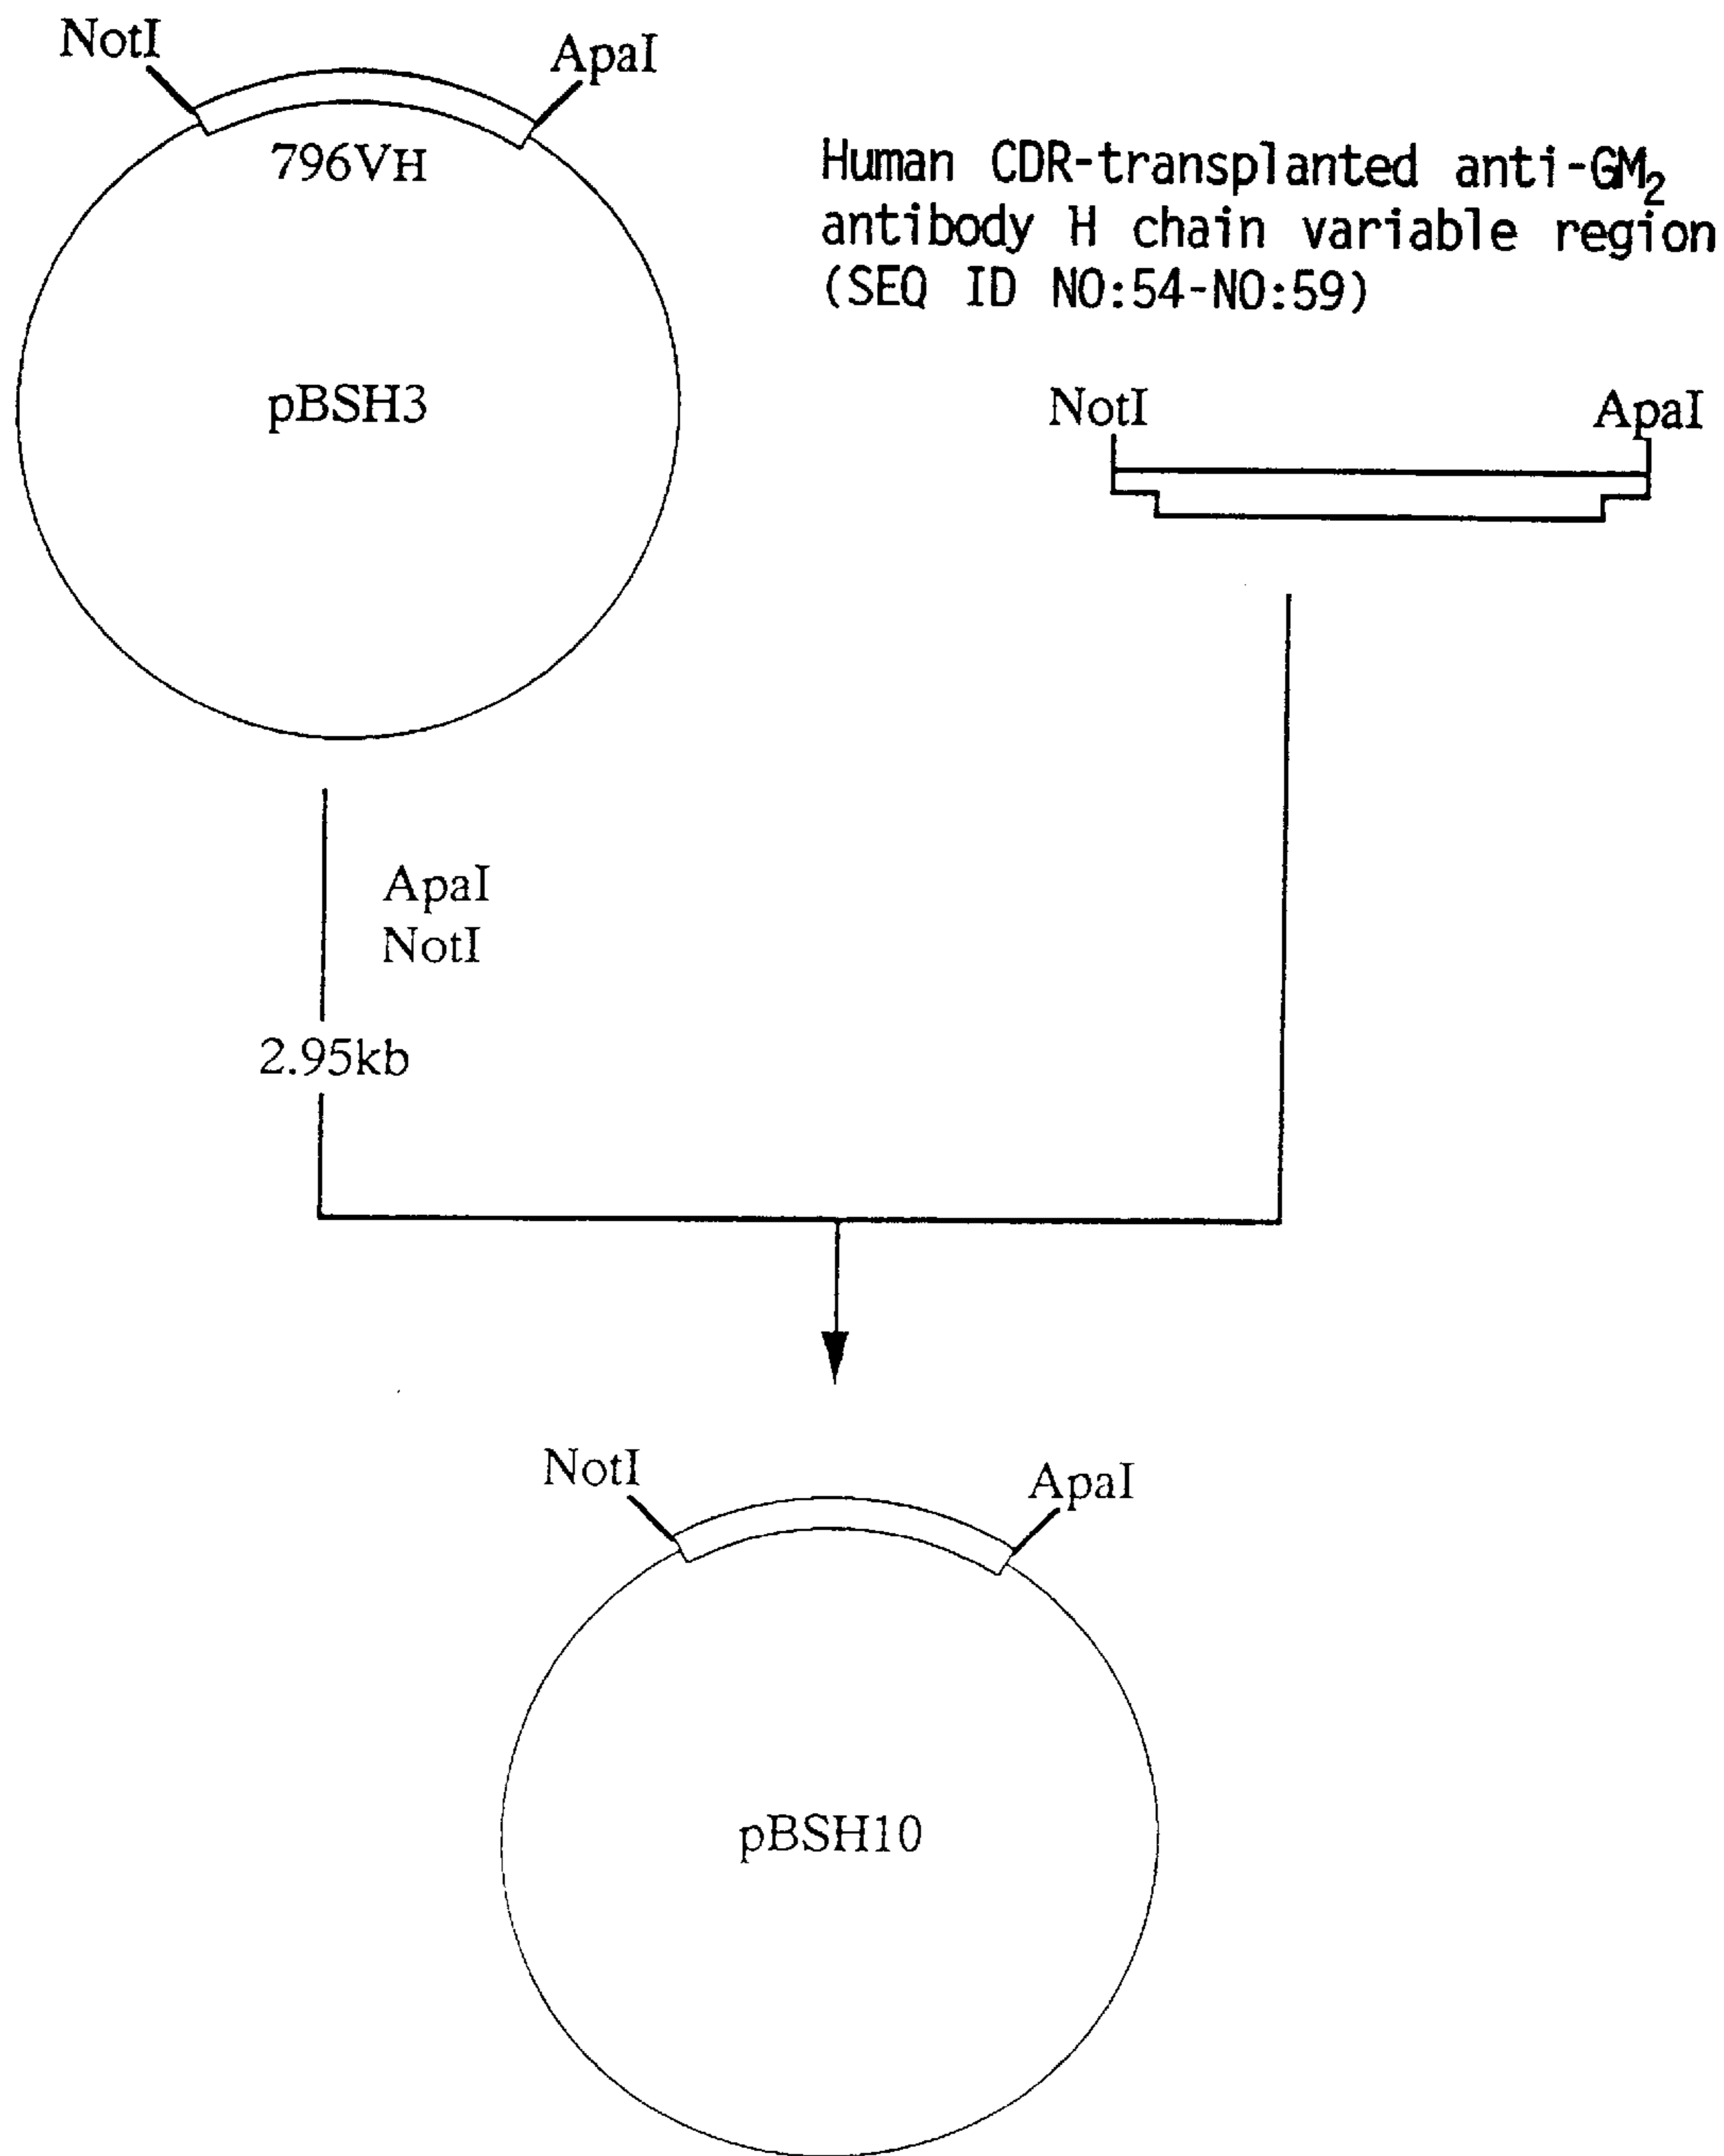 NotI
ApaI
796VH
pBSH3
Human CDR-transplanted anti-GM₂
antibody H chain variable region
(SEQ ID NO:54-NO:59)
NotI
ApaI
ApaI
NotI
2.95kb
NotI
ApaI
pBSH10